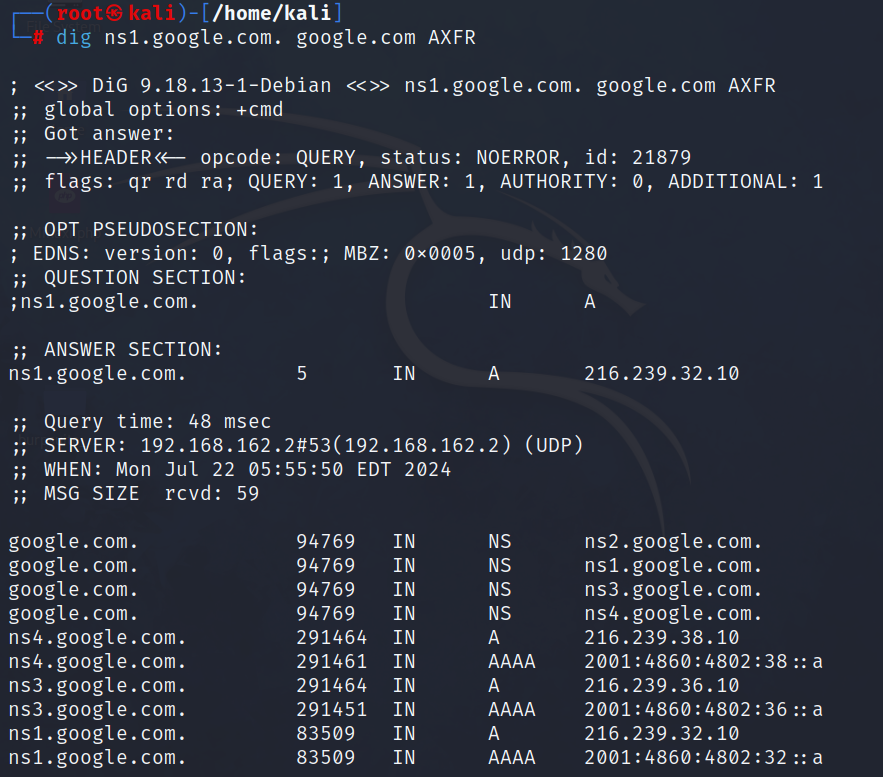 ┌──(root㉿kali)-[/home/kali]
└─# dig ns1.google.com. google.com AXFR

; <<>> DiG 9.18.13-1-Debian <<>> ns1.google.com. google.com AXFR
;; global options: +cmd
;; Got answer:
;; ->>HEADER<<- opcode: QUERY, status: NOERROR, id: 21879
;; flags: qr rd ra; QUERY: 1, ANSWER: 1, AUTHORITY: 0, ADDITIONAL: 1

;; OPT PSEUDOSECTION:
; EDNS: version: 0, flags:; MBZ: 0x0005, udp: 1280
;; QUESTION SECTION:
;ns1.google.com. IN A

;; ANSWER SECTION:
ns1.google.com. 5 IN A 216.239.32.10

;; Query time: 48 msec
;; SERVER: 192.168.162.2#53(192.168.162.2) (UDP)
;; WHEN: Mon Jul 22 05:55:50 EDT 2024
;; MSG SIZE rcvd: 59

google.com. 94769 IN NS ns2.google.com.
google.com. 94769 IN NS ns1.google.com.
google.com. 94769 IN NS ns3.google.com.
google.com. 94769 IN NS ns4.google.com.
ns4.google.com. 291464 IN A 216.239.38.10
ns4.google.com. 291461 IN AAAA 2001:4860:4802:38::a
ns3.google.com. 291464 IN A 216.239.36.10
ns3.google.com. 291451 IN AAAA 2001:4860:4802:36::a
ns1.google.com. 83509 IN A 216.239.32.10
ns1.google.com. 83509 IN AAAA 2001:4860:4802:32::a